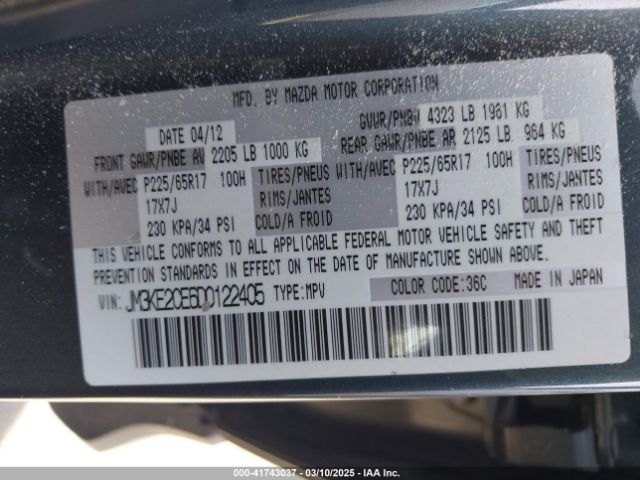 MFD. BY MAZDA MOTOR CORPORATION
DATE 04/12 GVWR/PNBV 4323 LB 1961 KG
FRONT GAWR/PNBE AV 2205 LB 1000 KG REAR GAWR/PNBE AR 2125 LB 964 KG
WITH/AVEC P225/65R17 100H TIRES/PNEUS WITH/AVEC P225/65R17 100H TIRES/PNEUS
17X7J RIMS/JANTES 17X7J RIMS/JANTES
230 KPA/34 PSI COLD/A FROID 230 KPA/34 PSI COLD/A FROID
THIS VEHICLE CONFORMS TO ALL APPLICABLE FEDERAL MOTOR VEHICLE SAFETY AND THEFT
PREVENTION STANDARDS IN EFFECT ON THE DATE OF MANUFACTURE SHOWN ABOVE.
VIN: JM3KE2CE6D0122405 TYPE:MPV COLOR CODE:36C MADE IN JAPAN
000-41743037 - 03/10/2025 - IAA Inc.